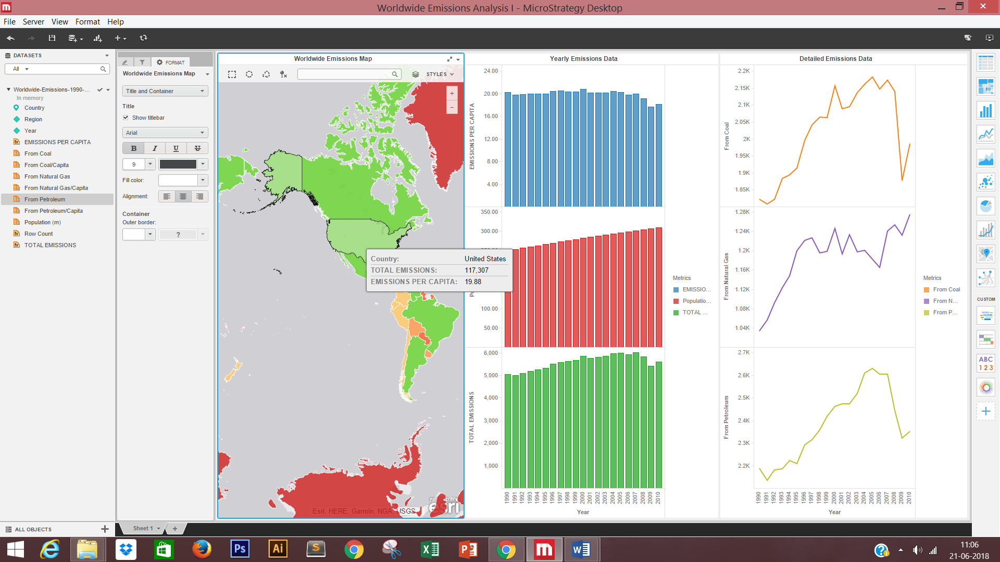 Worldwide Emissions Analysis I - MicroStrategy Desktop
File Server View Format Help
DATASETS
All
Worldwide-Emissions-1990-...
In memory
Country
Region
Year
EMISSIONS PER CAPITA
From Coal
From Coal/Capita
From Natural Gas
From Natural Gas/Capita
From Petroleum
From Petroleum/Capita
Population (m)
Row Count
TOTAL EMISSIONS
ALL OBJECTS
FORMAT
Worldwide Emissions Map
Title and Container
Title
Show titlebar
Arial
B I U
9
Fill color:
Alignment:
Container
Outer border:
?
Worldwide Emissions Map
STYLES
+
−
Country: United States
TOTAL EMISSIONS: 117,307
EMISSIONS PER CAPITA: 19.88
POWERED BY
esri
Esri, HERE, Garmin, NGA, USGS
Sheet 1
Yearly Emissions Data
EMISSIONS PER CAPITA
24.00
20.00
16.00
12.00
8.00
4.00
350.00
300.00
100.00
50.00
TOTAL EMISSIONS
6,000
5,000
4,000
3,000
2,000
1,000
1990 1991 1992 1993 1994 1995 1996 1997 1998 1999 2000 2001 2002 2003 2004 2005 2006 2007 2008 2009 2010
Year
Metrics
EMISSIO...
Populatio...
TOTAL ...
Detailed Emissions Data
From Coal
2.2K
2.15K
2.1K
2.05K
2K
1.95K
1.9K
1.85K
From Natural Gas
1.28K
1.24K
1.2K
1.16K
1.12K
1.08K
1.04K
From Petroleum
2.7K
2.6K
2.5K
2.4K
2.3K
2.2K
1990 1991 1992 1993 1994 1995 1996 1997 1998 1999 2000 2001 2002 2003 2004 2005 2006 2007 2008 2009 2010
Year
Metrics
From Coal
From N...
From P...
CUSTOM
WORD
CLOUD
ABC
123
Ps
Ai
S
11:06
21-06-2018